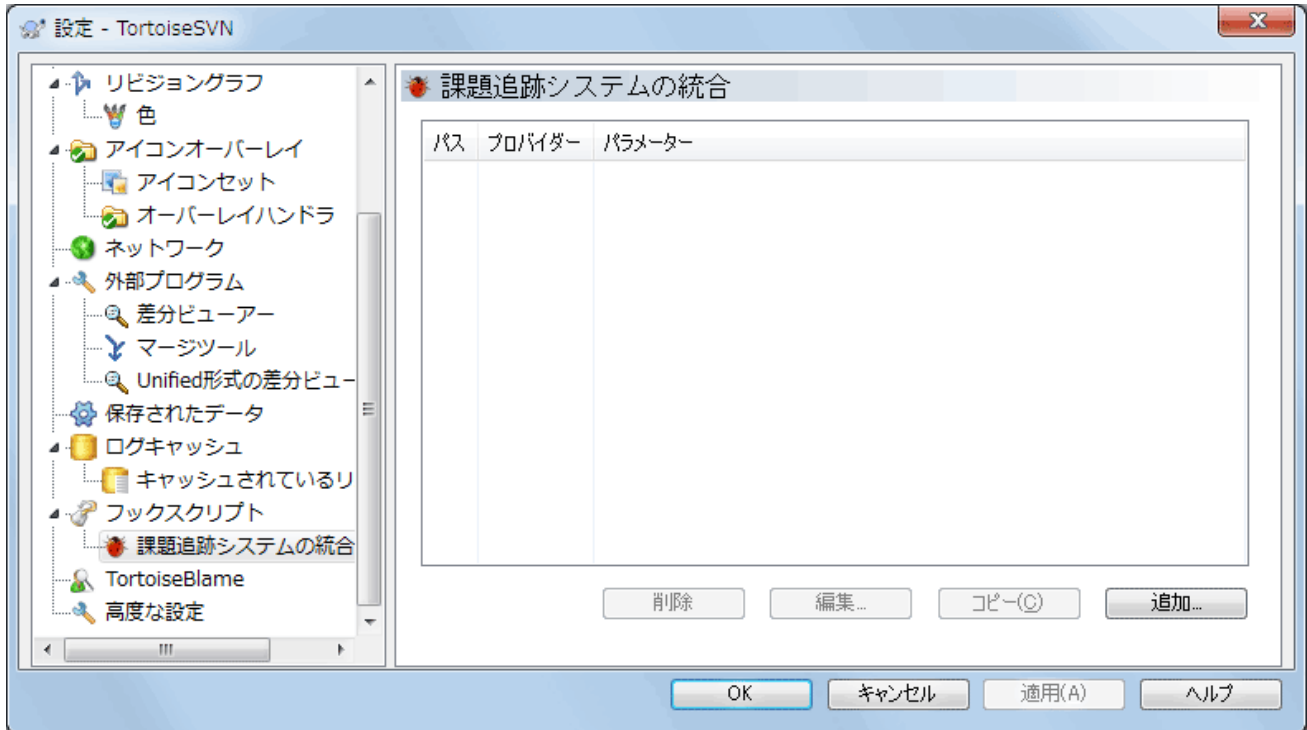 設定 - TortoiseSVN
リビジョングラフ
色
アイコンオーバーレイ
アイコンセット
オーバーレイハンドラ
ネットワーク
外部プログラム
差分ビューアー
マージツール
Unified形式の差分ビュー
保存されたデータ
ログキャッシュ
キャッシュされているリ
フックスクリプト
課題追跡システムの統合
TortoiseBlame
高度な設定
課題追跡システムの統合
パス プロバイダー パラメーター
削除 編集... コピー(C) 追加...
OK キャンセル 適用(A) ヘルプ